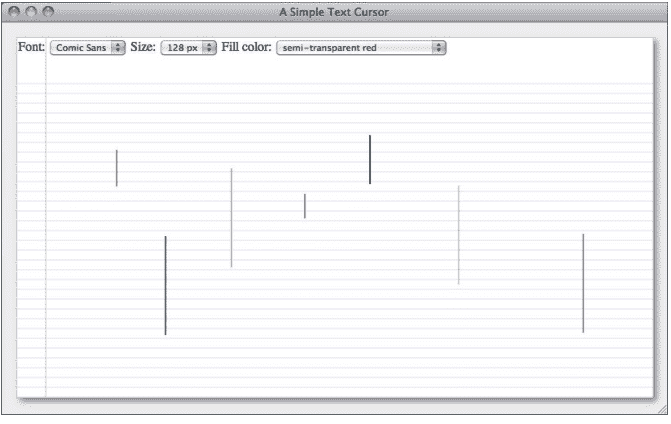 A Simple Text Cursor
Font: Comic Sans Size: 128 px Fill color: semi-transparent red